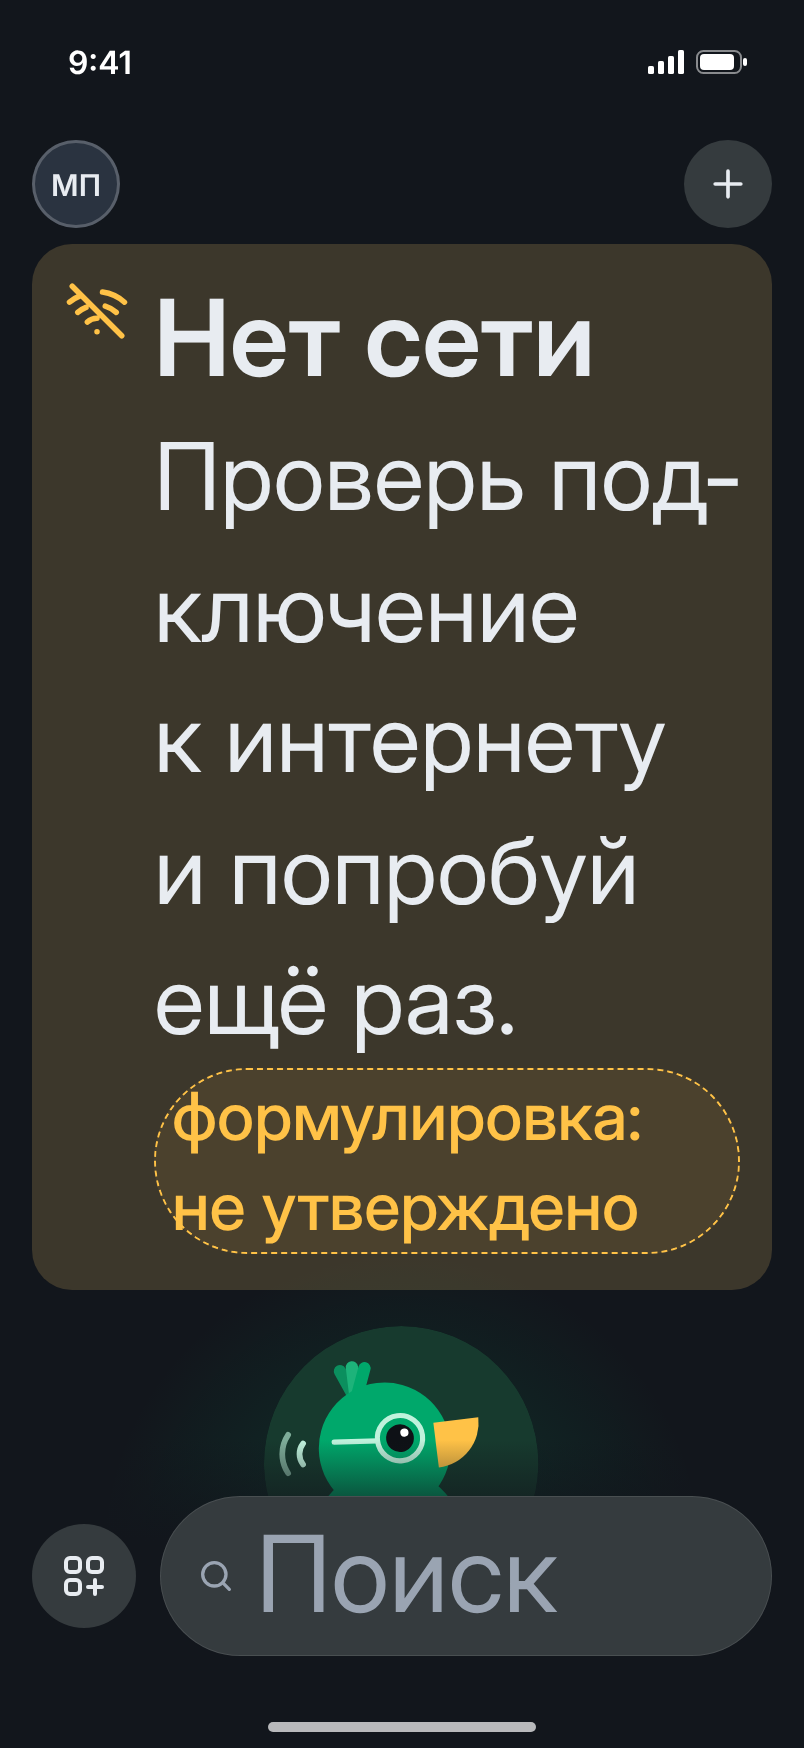 9:41
МП
Нет сети
Проверь под-
ключение
к интернету
и попробуй
ещё раз.
формулировка:
не утверждено
Поиск